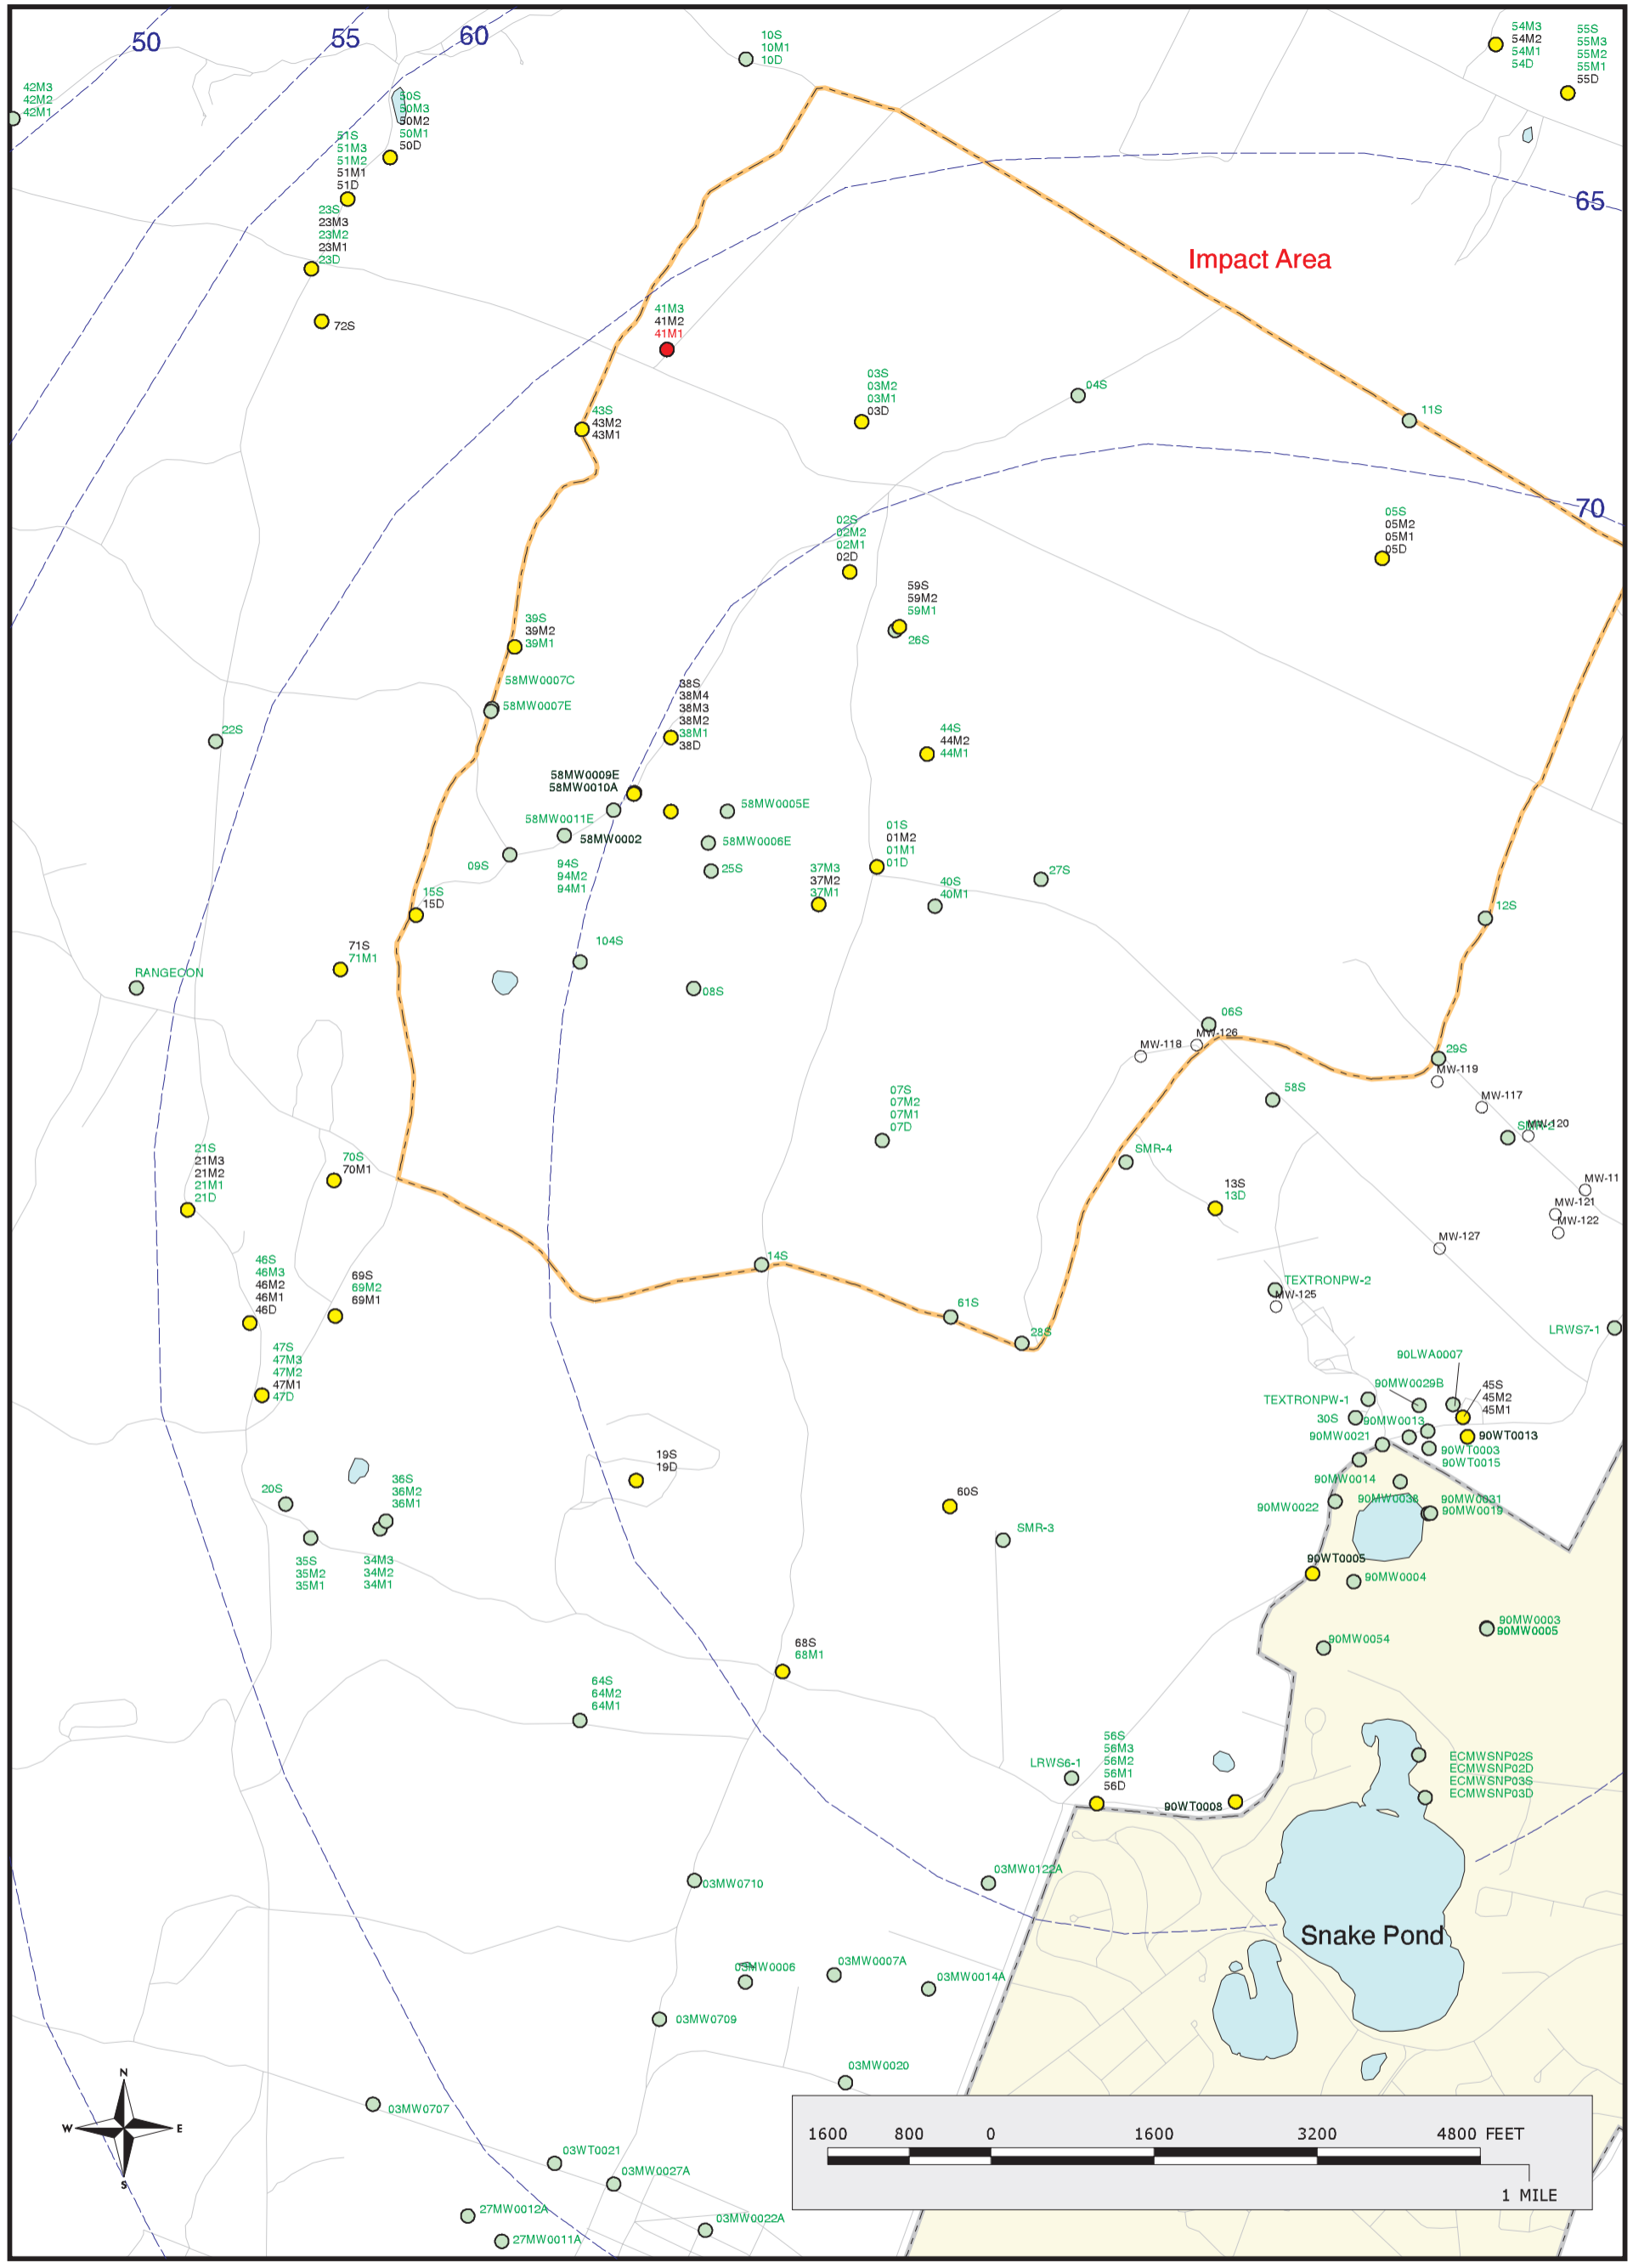 50
55
60
10S
10M1
10D
54M3
54M2
54M1
54D
55S
55M3
55M2
55M1
55D
42M3
42M2
42M1
50S
50M3
50M2
50M1
50D
51S
51M3
51M2
51M1
51D
23S
23M3
23M2
23M1
23D
72S
65
Impact Area
41M3
41M2
41M1
03S
03M2
03M1
03D
04S
11S
43S
43M2
43M1
70
02S
02M2
02M1
02D
05S
05M2
05M1
05D
59S
59M2
59M1
26S
39S
39M2
39M1
58MW0007C
58MW0007E
38S
38M4
38M3
38M2
38M1
38D
22S
44S
44M2
44M1
58MW0009E
58MW0010A
58MW0005E
58MW0011E
58MW0002
58MW0006E
01S
01M2
01M1
01D
09S
94S
94M2
94M1
25S
37M3
37M2
37M1
40S
40M1
27S
15S
15D
12S
71S
71M1
104S
RANGECON
08S
06S
MW-126
MW-118
29S
MW-119
58S
MW-117
07S
07M2
07M1
07D
SMR-2
MW-120
SMR-4
21S
21M3
21M2
21M1
21D
70S
70M1
13S
13D
MW-11
MW-121
MW-122
MW-127
14S
46S
46M3
46M2
46M1
46D
69S
69M2
69M1
TEXTRONPW-2
MW-125
61S
28S
LRWS7-1
47S
47M3
47M2
47M1
47D
90LWA0007
90MW0029B
45S
45M2
45M1
TEXTRONPW-1
30S
90MW0013
90MW0021
90WT0013
90WT0003
90WT0015
19S
19D
90MW0014
20S
36S
36M2
36M1
60S
90MW0022
90MW0038
90MW0031
90MW0019
SMR-3
35S
35M2
35M1
34M3
34M2
34M1
90WT0005
90MW0004
90MW0003
90MW0005
90MW0054
68S
68M1
64S
64M2
64M1
LRWS6-1
56S
56M3
56M2
56M1
56D
90WT0008
ECMWSNP02S
ECMWSNP02D
ECMWSNP03S
ECMWSNP03D
03MW0710
03MW0122A
Snake Pond
03MW0006
03MW0007A
03MW0014A
03MW0709
03MW0020
N
W
E
S
03MW0707
1600
800
0
1600
3200
4800 FEET
1 MILE
03WT0021
03MW0027A
27MW0012A
03MW0022A
27MW0011A